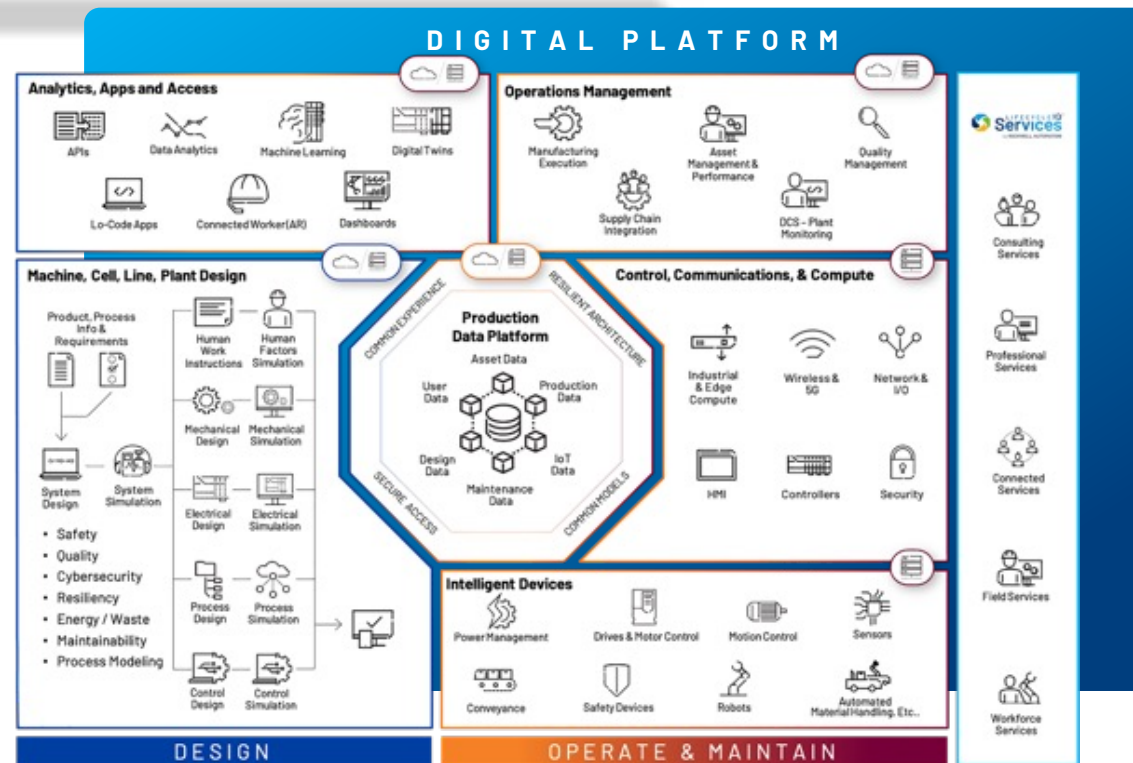 DIGITAL PLATFORM
Analytics, Apps and Access
APIs
Data Analytics
Machine Learning
Digital Twins
Lo-Code Apps
Connected Worker(AR)
Dashboards
Operations Management
Manufacturing
Execution
Asset
Management &
Performance
Quality
Management
Supply Chain
Integration
DCS - Plant
Monitoring
Machine, Cell, Line, Plant Design
Product, Process
Info &
Requirements
Human
Work
Instructions
Human
Factors
Simulation
Mechanical
Design
Mechanical
Simulation
System
Design
System
Simulation
Electrical
Design
Electrical
Simulation
• Safety
• Quality
• Cybersecurity
• Resiliency
• Energy / Waste
• Maintainability
• Process Modeling
Process
Design
Process
Simulation
Control
Design
Control
Simulation
COMMON EXPERIENCE
RESILIENT ARCHITECTURE
SECURE ACCESS
COMMON MODELS
Production
Data Platform
Asset Data
User
Data
Production
Data
Design
Data
IoT
Data
Maintenance
Data
Control, Communications, & Compute
Industrial
& Edge
Compute
Wireless &
5G
Network &
I/O
HMI
Controllers
Security
Intelligent Devices
Power Management
Drives & Motor Control
Motion Control
Sensors
Conveyance
Safety Devices
Robots
Automated
Material Handling, Etc..
LIFECYCLEIQ
Services
by ROCKWELL AUTOMATION
Consulting
Services
Professional
Services
Connected
Services
Field Services
Workforce
Services
DESIGN
OPERATE & MAINTAIN